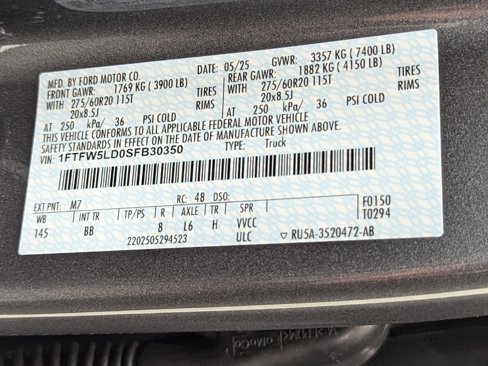 MFD. BY FORD MOTOR CO.
05/25 GVWR: 3357 KG (7400 LB)
FRONT GAWR: 1769 KG (3900 LB) REAR GAWR: 1882 KG (4150 LB)
WITH 275/60R20 115T TIRES WITH 275/60R20 115T TIRES
20x8.5J RIMS 20x8.5J RIMS
AT 250 kPa/ 36 PSI COLD AT 250 kPa/ 36 PSI COLD
THIS VEHICLE CONFORMS TO ALL APPLICABLE FEDERAL MOTOR VEHICLE
SAFETY STANDARDS IN EFFECT ON THE DATE OF MANUFACTURE SHOWN ABOVE.
VIN: 1FTFW5LD0SFB30350 TYPE: Truck
EXT PNT: M7 RC: 48 DSO: F0150
WB INT TR TP/PS R AXLE TR SPR T0294
145 BB 8 L6 H VVCC
2202505294523 ULC ▽ RU5A-3520472-AB